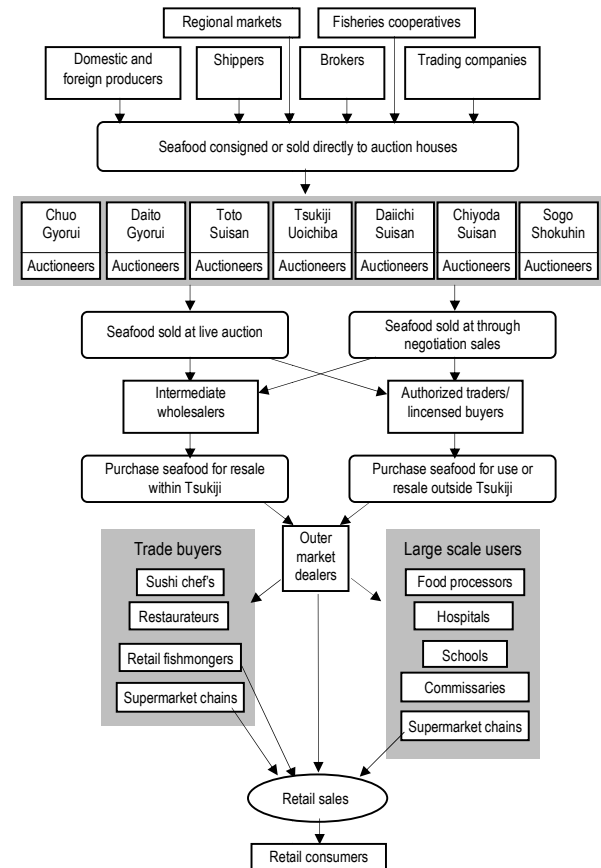 Regional markets
Fisheries cooperatives
Domestic and
foreign producers
Shippers
Brokers
Trading companies
Seafood consigned or sold directly to auction houses
Chuo
Gyorui
Auctioneers
Daito
Gyorui
Auctioneers
Toto
Suisan
Auctioneers
Tsukiji
Uoichiba
Auctioneers
Daiichi
Suisan
Auctioneers
Chiyoda
Suisan
Auctioneers
Sogo
Shokuhin
Auctioneers
Seafood sold at live auction
Seafood sold at through
negotiation sales
Intermediate
wholesalers
Authorized traders/
lincensed buyers
Purchase seafood for resale
within Tsukiji
Purchase seafood for use or
resale outside Tsukiji
Outer
market
dealers
Trade buyers
Sushi chef's
Restaurateurs
Retail fishmongers
Supermarket chains
Large scale users
Food processors
Hospitals
Schools
Commissaries
Supermarket chains
Retail sales
Retail consumers